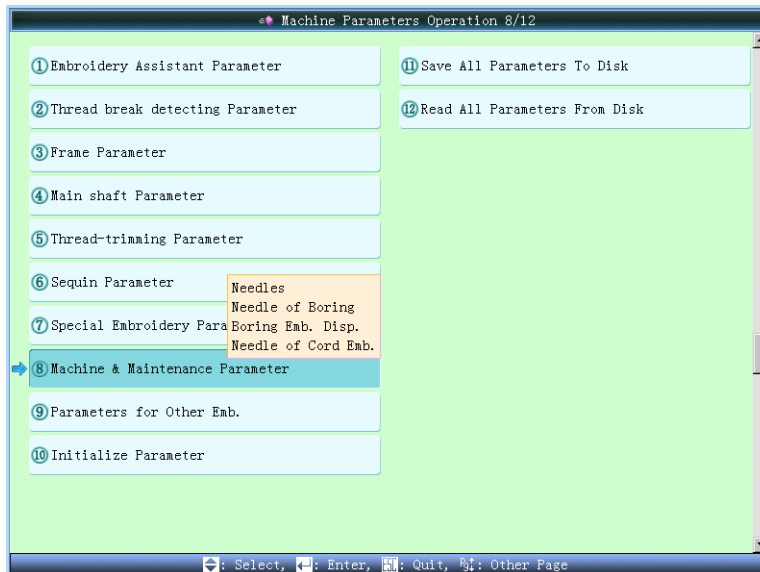 Machine Parameters Operation 8/12
①Embroidery Assistant Parameter
②Thread break detecting Parameter
③Frame Parameter
④Main shaft Parameter
⑤Thread-trimming Parameter
⑥Sequin Parameter
⑦Special Embroidery Para
Needles
Needle of Boring
Boring Emb. Disp.
Needle of Cord Emb.
⑧Machine & Maintenance Parameter
⑨Parameters for Other Emb.
⑩Initialize Parameter
⑪Save All Parameters To Disk
⑫Read All Parameters From Disk
: Select, : Enter, : Quit, : Other Page